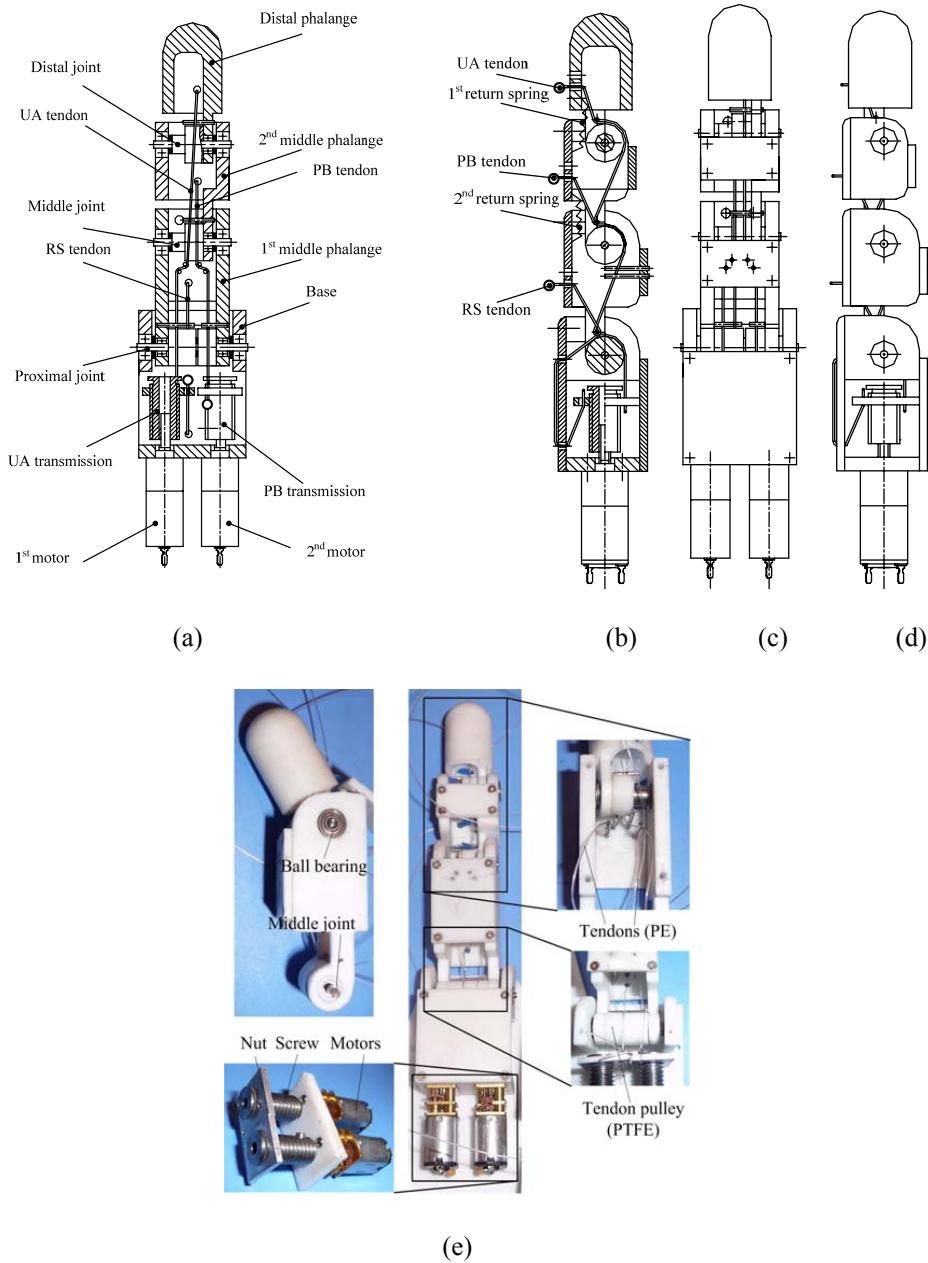 Distal phalange
Distal joint
UA tendon
2nd middle phalange
PB tendon
Middle joint
RS tendon
1st middle phalange
Base
Proximal joint
UA transmission
PB transmission
1st motor
2nd motor
UA tendon
1st return spring
PB tendon
2nd return spring
RS tendon
(a)
(b)
(c)
(d)
Ball bearing
Middle joint
Tendons (PE)
Nut Screw Motors
Tendon pulley
(PTFE)
(e)